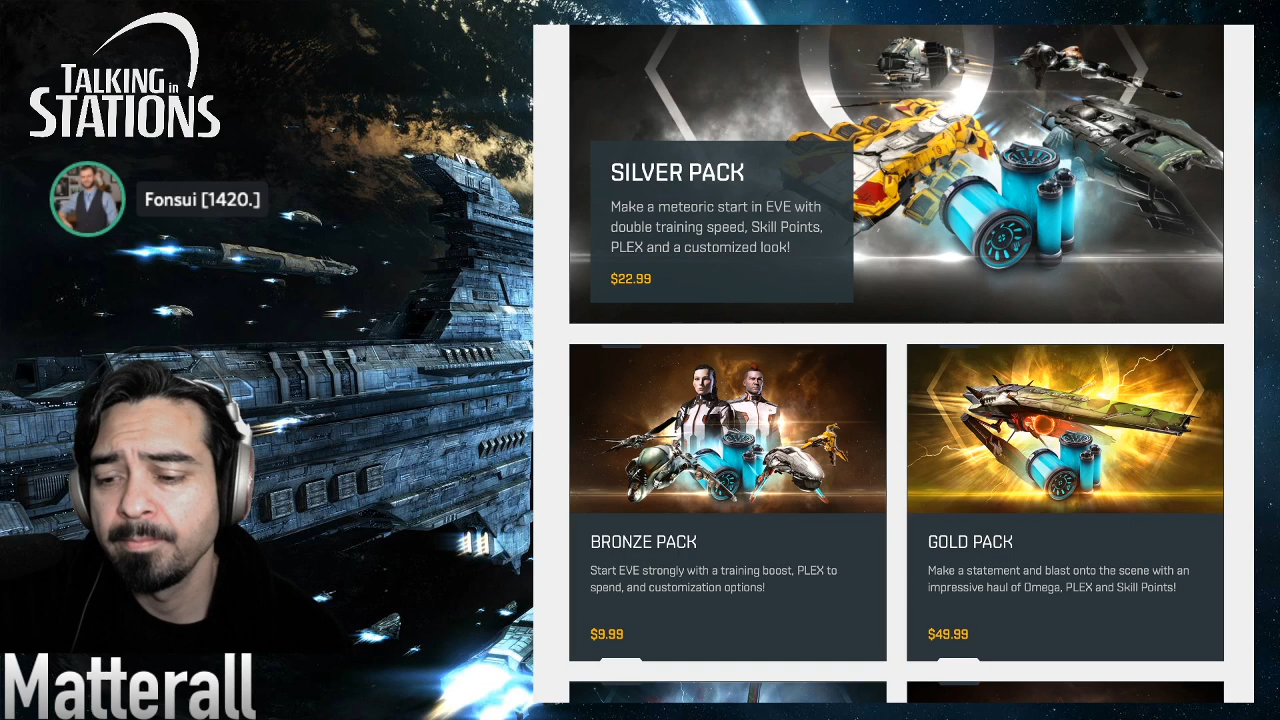 TALKING in
STATIONS
Fonsui [1420.]
Matterall
SILVER PACK
Make a meteoric start in EVE with
double training speed, Skill Points,
PLEX and a customized look!
$22.99
BRONZE PACK
Start EVE strongly with a training boost, PLEX to
spend, and customization options!
$9.99
GOLD PACK
Make a statement and blast onto the scene with an
impressive haul of Omega, PLEX and Skill Points!
$49.99